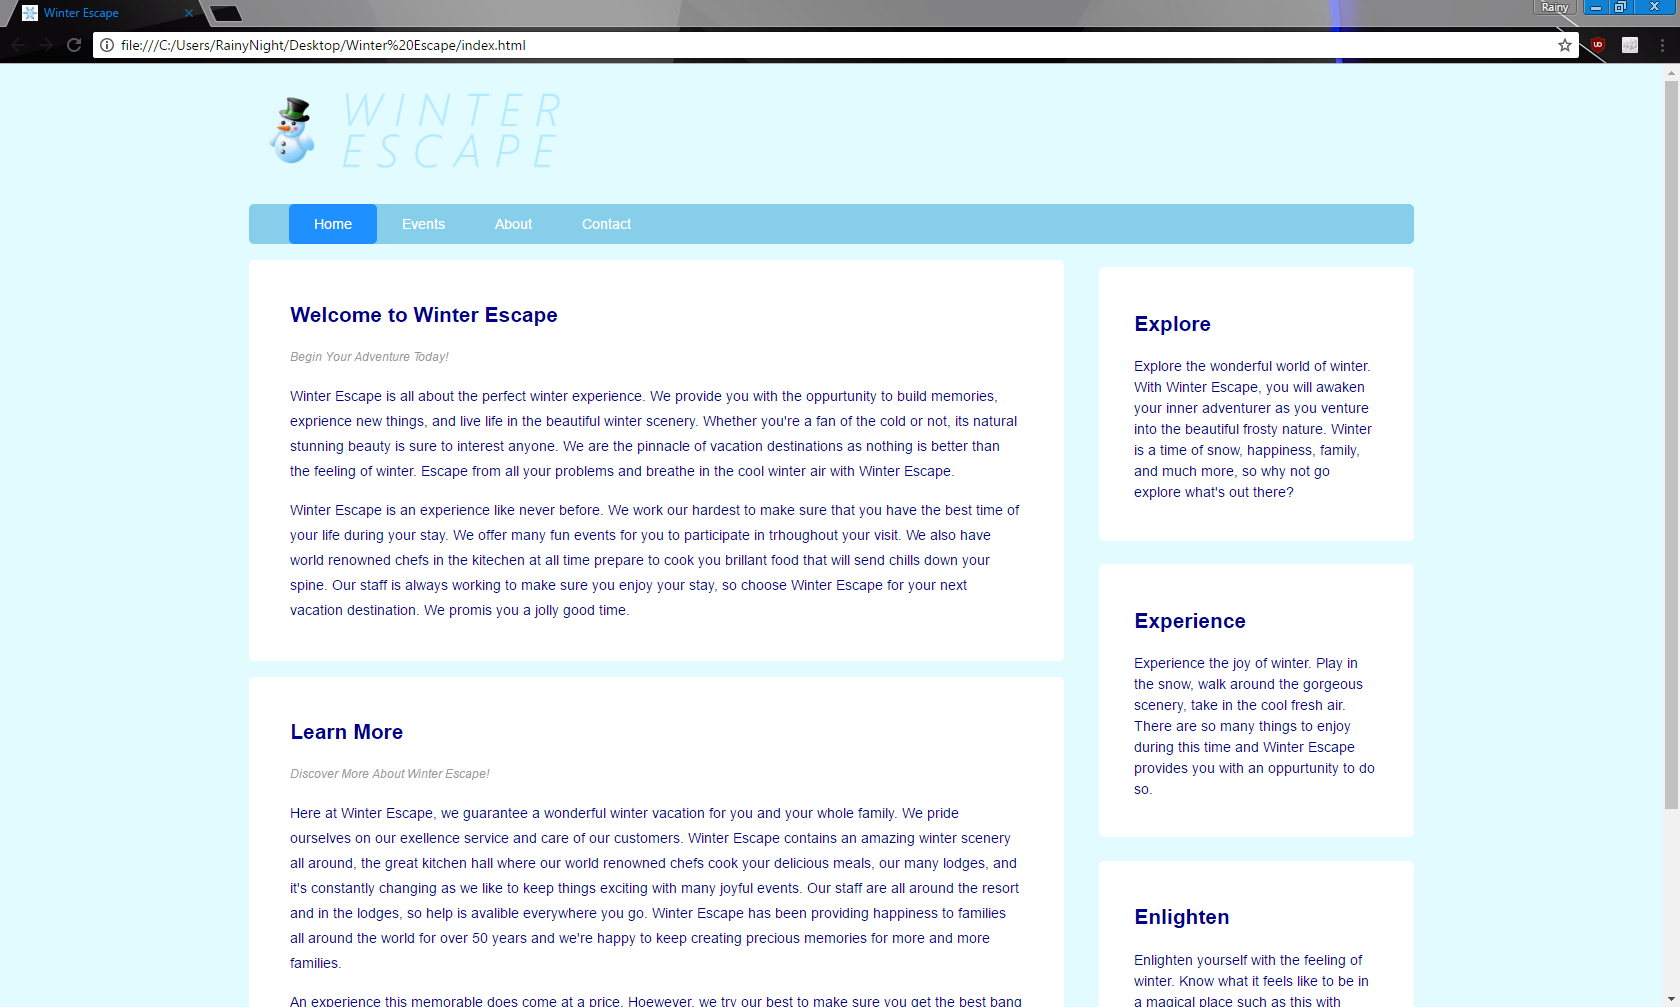 Winter Escape
Rainy
file:///C:/Users/RainyNight/Desktop/Winter%20Escape/index.html
WINTER
ESCAPE
Home Events About Contact
Welcome to Winter Escape
Begin Your Adventure Today!
Winter Escape is all about the perfect winter experience. We provide you with the oppurtunity to build memories,
exprience new things, and live life in the beautiful winter scenery. Whether you're a fan of the cold or not, its natural
stunning beauty is sure to interest anyone. We are the pinnacle of vacation destinations as nothing is better than
the feeling of winter. Escape from all your problems and breathe in the cool winter air with Winter Escape.
Winter Escape is an experience like never before. We work our hardest to make sure that you have the best time of
your life during your stay. We offer many fun events for you to participate in trhoughout your visit. We also have
world renowned chefs in the kitechen at all time prepare to cook you brillant food that will send chills down your
spine. Our staff is always working to make sure you enjoy your stay, so choose Winter Escape for your next
vacation destination. We promis you a jolly good time.
Learn More
Discover More About Winter Escape!
Here at Winter Escape, we guarantee a wonderful winter vacation for you and your whole family. We pride
ourselves on our exellence service and care of our customers. Winter Escape contains an amazing winter scenery
all around, the great kitchen hall where our world renowned chefs cook your delicious meals, our many lodges, and
it's constantly changing as we like to keep things exciting with many joyful events. Our staff are all around the resort
and in the lodges, so help is avalible everywhere you go. Winter Escape has been providing happiness to families
all around the world for over 50 years and we're happy to keep creating precious memories for more and more
families.
An experience this memorable does come at a price. Hoewever, we try our best to make sure you get the best bang
Explore
Explore the wonderful world of winter.
With Winter Escape, you will awaken
your inner adventurer as you venture
into the beautiful frosty nature. Winter
is a time of snow, happiness, family,
and much more, so why not go
explore what's out there?
Experience
Experience the joy of winter. Play in
the snow, walk around the gorgeous
scenery, take in the cool fresh air.
There are so many things to enjoy
during this time and Winter Escape
provides you with an oppurtunity to do
so.
Enlighten
Enlighten yourself with the feeling of
winter. Know what it feels like to be in
a magical place such as this with